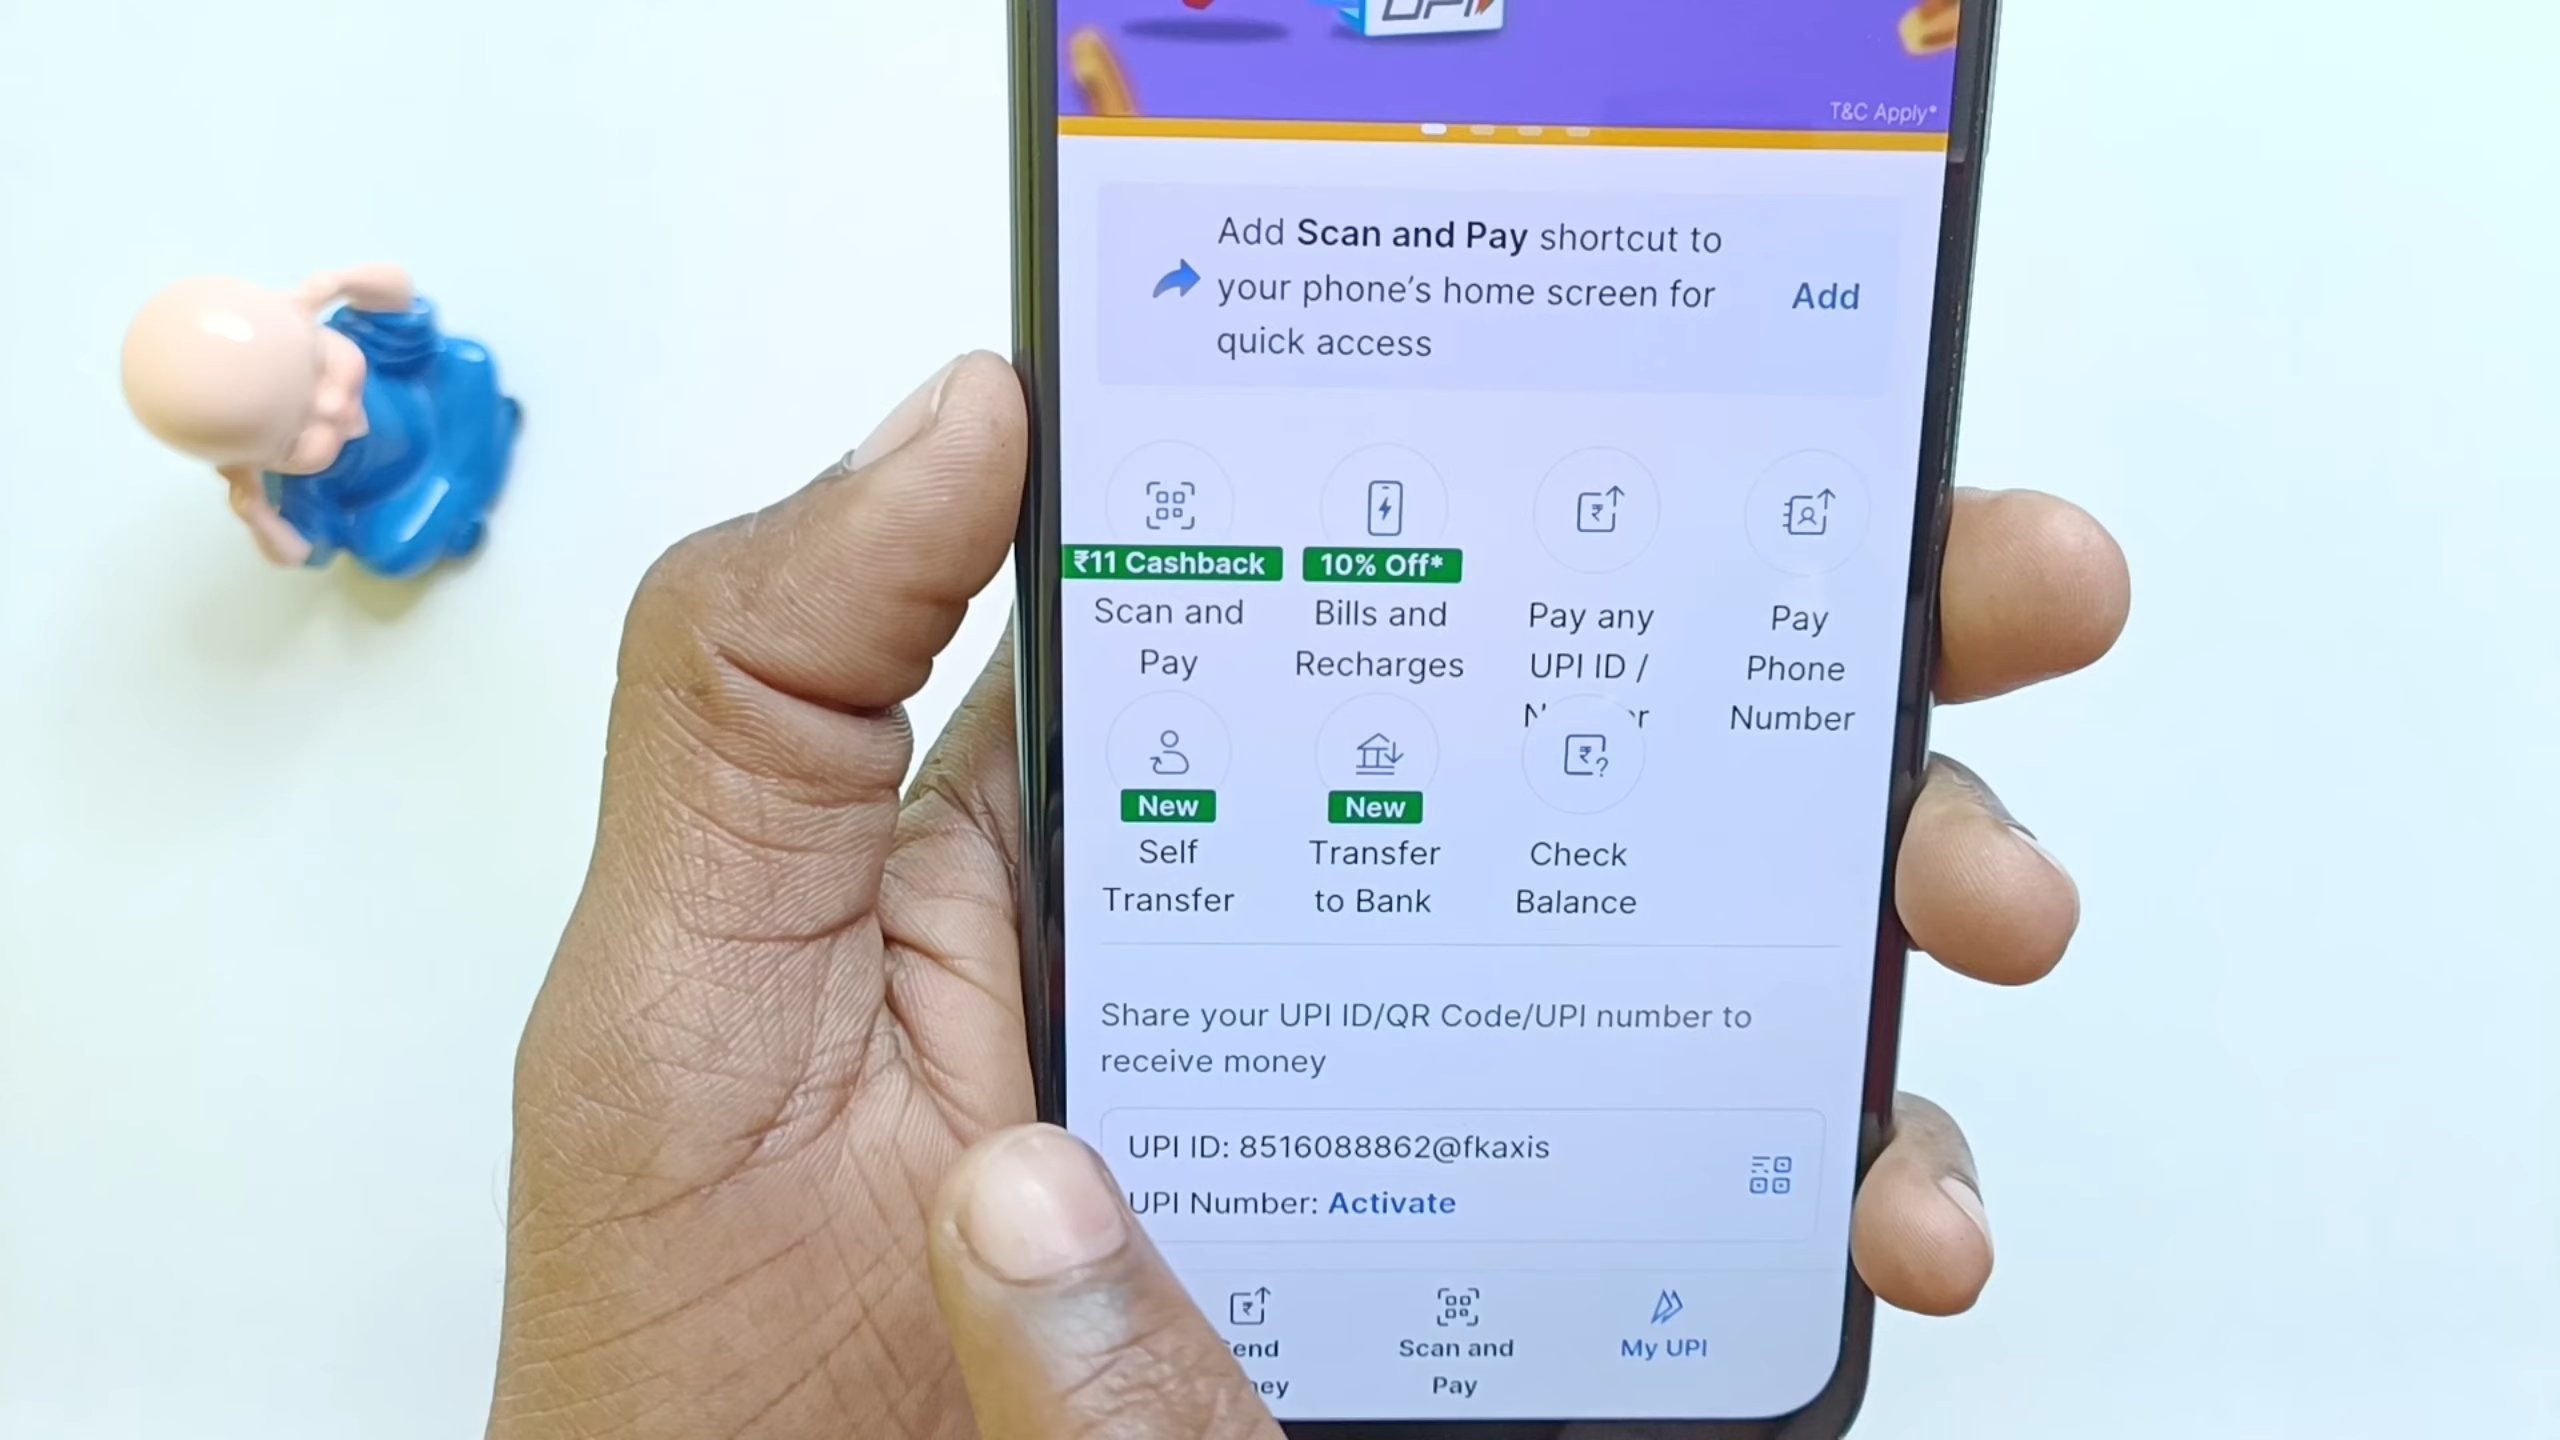 UPI
T&C Apply*
Add Scan and Pay shortcut to
your phone's home screen for
quick access
Add
₹11 Cashback
Scan and
Pay
10% Off*
Bills and
Recharges
Pay any
UPI ID /
Pay
Phone
Number
New
Self
Transfer
New
Transfer
to Bank
Check
Balance
Share your UPI ID/QR Code/UPI number to
receive money
UPI ID: 8516088862@fkaxis
UPI Number: Activate
Scan and
Pay
My UPI